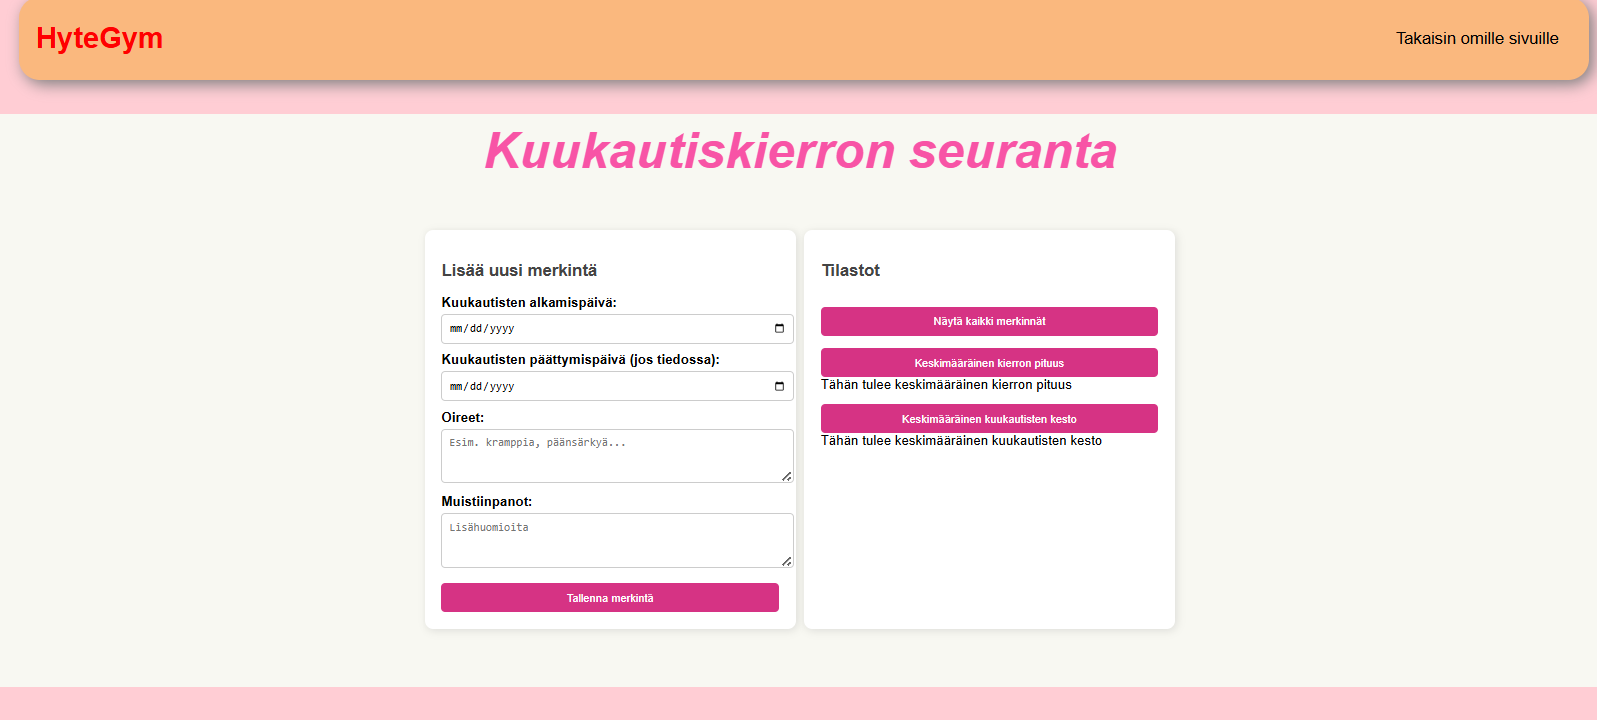 HyteGym
Takaisin omille sivuille
Kuukautiskierron seuranta
Lisää uusi merkintä
Kuukautisten alkamispäivä:
mm/dd/yyyy
Kuukautisten päättymispäivä (jos tiedossa):
mm/dd/yyyy
Oireet:
Esim. kramppia, päänsärkyä...
Muistiinpanot:
Lisähuomioita
Tallenna merkintä
Tilastot
Näytä kaikki merkinnät
Keskimääräinen kierron pituus
Tähän tulee keskimääräinen kierron pituus
Keskimääräinen kuukautisten kesto
Tähän tulee keskimääräinen kuukautisten kesto